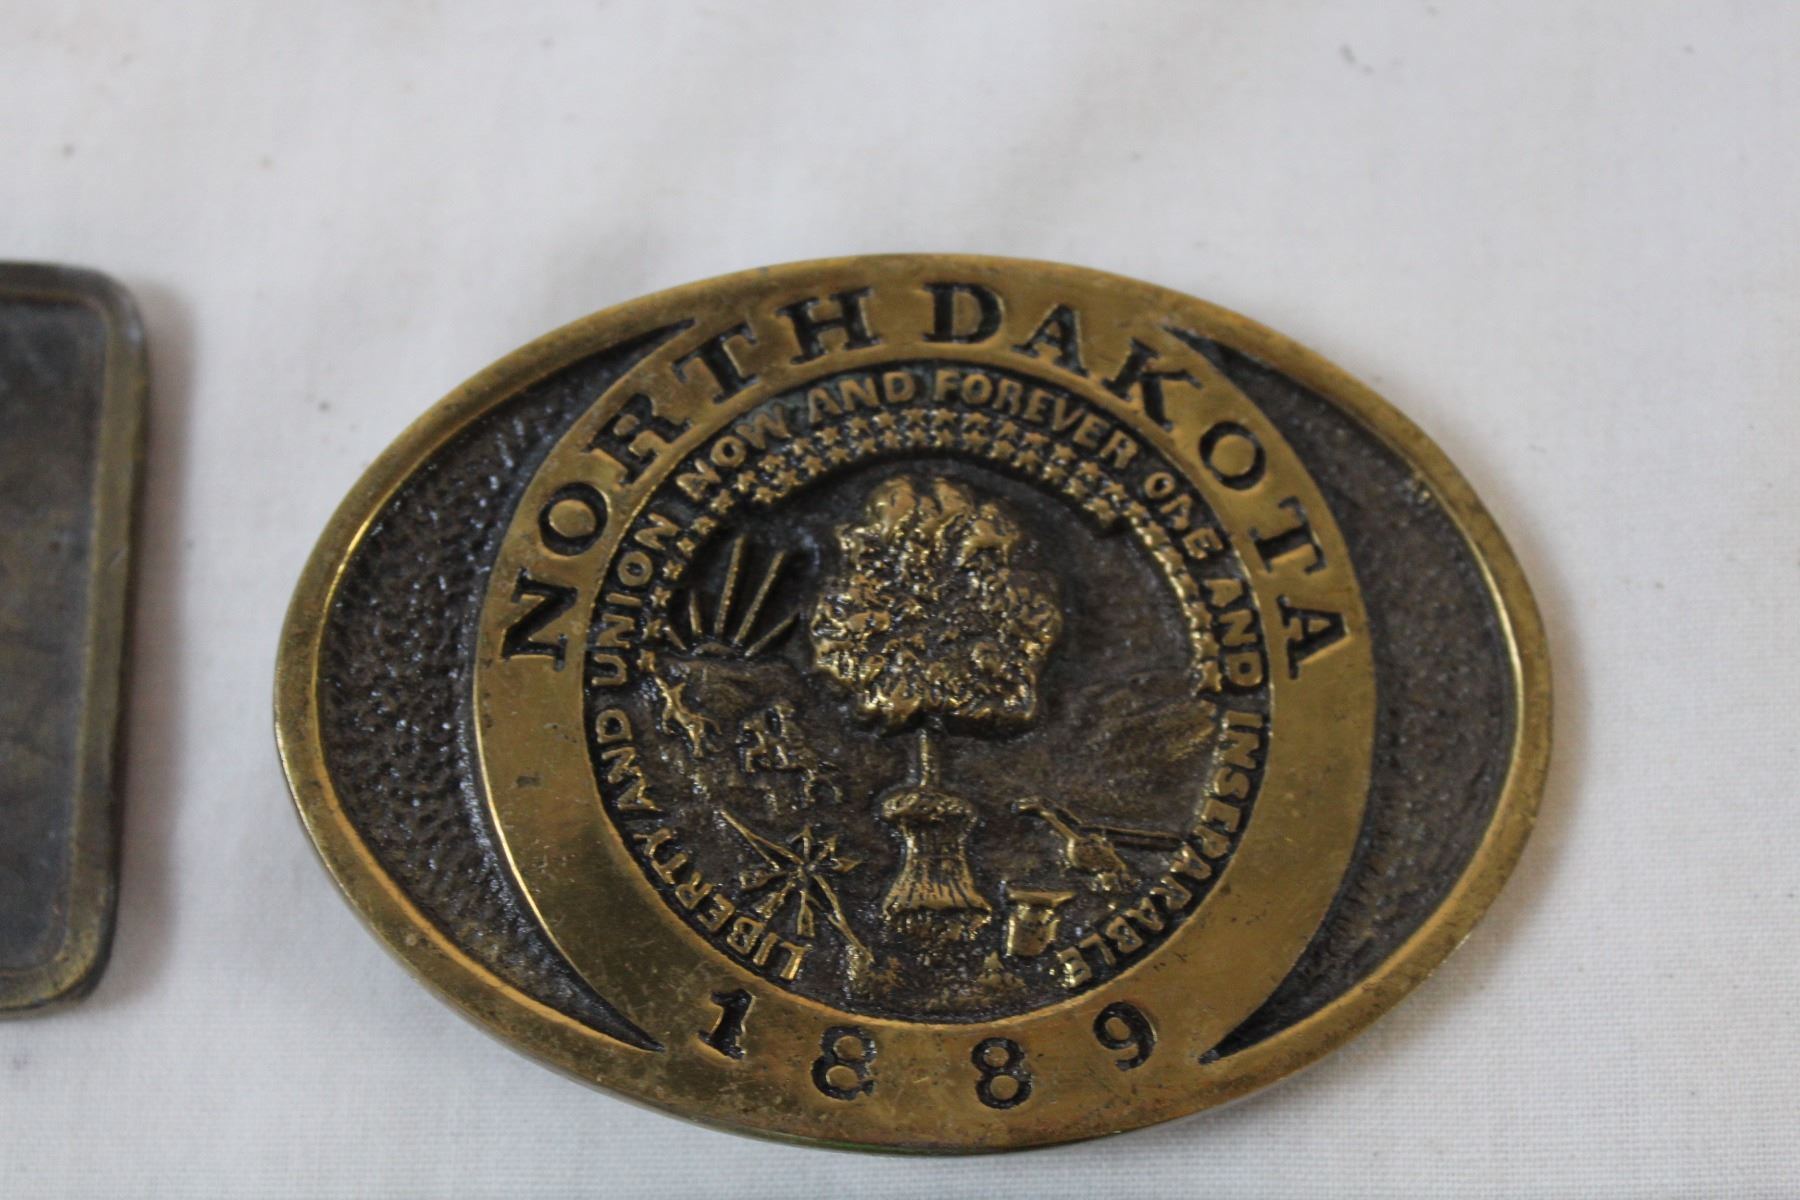 NORTH DAKOTA
LIBERTY AND UNION NOW AND FOREVER ONE AND INSEPARABLE
1889